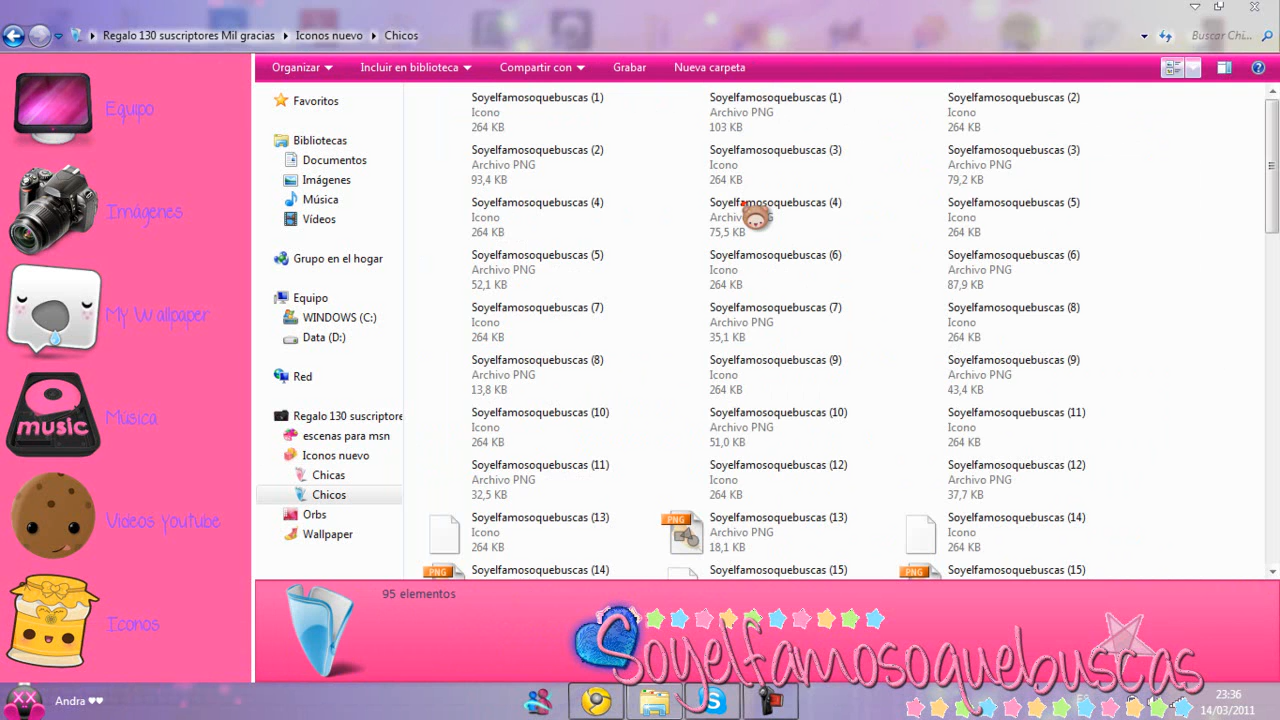 Regalo 130 suscriptores Mil gracias Iconos nuevo Chicos
Buscar Chi...
Organizar Incluir en biblioteca Compartir con Grabar Nueva carpeta
Equipo
Imágenes
My Wallpaper
Música
Videos youtube
Iconos
Favoritos
Bibliotecas
Documentos
Imágenes
Música
Vídeos
Grupo en el hogar
Equipo
WINDOWS (C:)
Data (D:)
Red
Regalo 130 suscriptore
escenas para msn
Iconos nuevo
Chicas
Chicos
Orbs
Wallpaper
Soyelfamosoquebuscas (1) Soyelfamosoquebuscas (1) Soyelfamosoquebuscas (2)
Icono Archivo PNG Icono
264 KB 103 KB 264 KB
Soyelfamosoquebuscas (2) Soyelfamosoquebuscas (3) Soyelfamosoquebuscas (3)
Archivo PNG Icono Archivo PNG
93,4 KB 264 KB 79,2 KB
Soyelfamosoquebuscas (4) Soyelfamosoquebuscas (4) Soyelfamosoquebuscas (5)
Icono Archivo PNG Icono
264 KB 75,5 KB 264 KB
Soyelfamosoquebuscas (5) Soyelfamosoquebuscas (6) Soyelfamosoquebuscas (6)
Archivo PNG Icono Archivo PNG
52,1 KB 264 KB 87,9 KB
Soyelfamosoquebuscas (7) Soyelfamosoquebuscas (7) Soyelfamosoquebuscas (8)
Icono Archivo PNG Icono
264 KB 35,1 KB 264 KB
Soyelfamosoquebuscas (8) Soyelfamosoquebuscas (9) Soyelfamosoquebuscas (9)
Archivo PNG Icono Archivo PNG
13,8 KB 264 KB 43,4 KB
Soyelfamosoquebuscas (10) Soyelfamosoquebuscas (10) Soyelfamosoquebuscas (11)
Icono Archivo PNG Icono
264 KB 51,0 KB 264 KB
Soyelfamosoquebuscas (11) Soyelfamosoquebuscas (12) Soyelfamosoquebuscas (12)
Archivo PNG Icono Archivo PNG
32,5 KB 264 KB 37,7 KB
Soyelfamosoquebuscas (13) Soyelfamosoquebuscas (13) Soyelfamosoquebuscas (14)
Icono Archivo PNG Icono
264 KB 18,1 KB 264 KB
Soyelfamosoquebuscas (14) Soyelfamosoquebuscas (15) Soyelfamosoquebuscas (15)
PNG
PNG
PNG
music
95 elementos
Soyelfamosoquebuscas
Andra ♥♥
23:36
14/03/2011